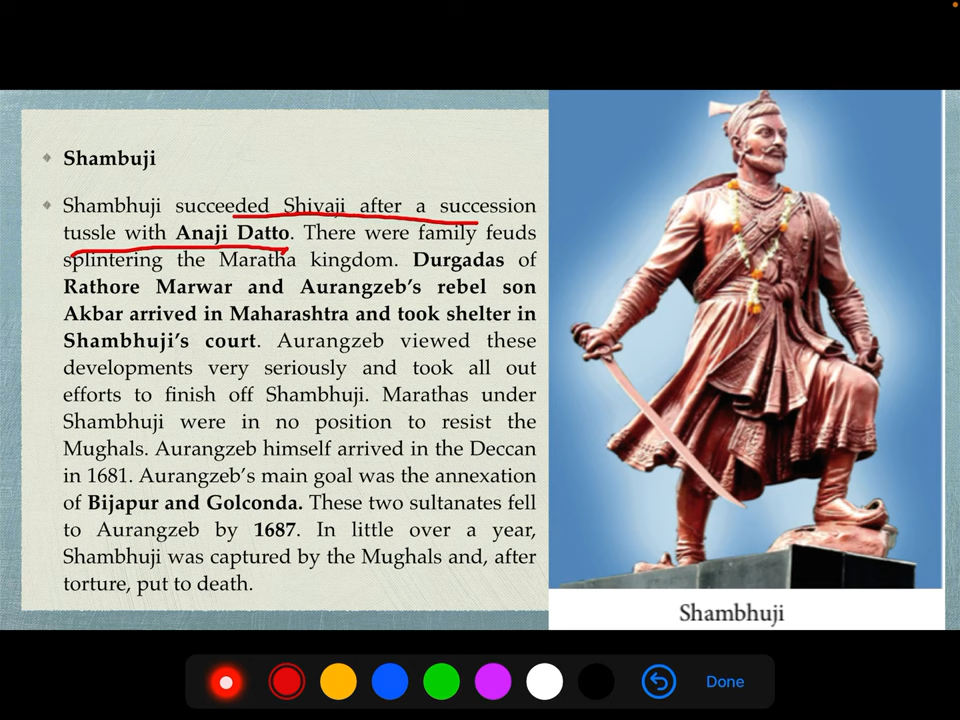 Shambuji
Shambhuji succeeded Shivaji after a succession
tussle with Anaji Datto. There were family feuds
splintering the Maratha kingdom. Durgadas of
Rathore Marwar and Aurangzeb's rebel son
Akbar arrived in Maharashtra and took shelter in
Shambhuji's court. Aurangzeb viewed these
developments very seriously and took all out
efforts to finish off Shambhuji. Marathas under
Shambhuji were in no position to resist the
Mughals. Aurangzeb himself arrived in the Deccan
in 1681. Aurangzeb's main goal was the annexation
of Bijapur and Golconda. These two sultanates fell
to Aurangzeb by 1687. In little over a year,
Shambhuji was captured by the Mughals and, after
torture, put to death.
Shambhuji
Done